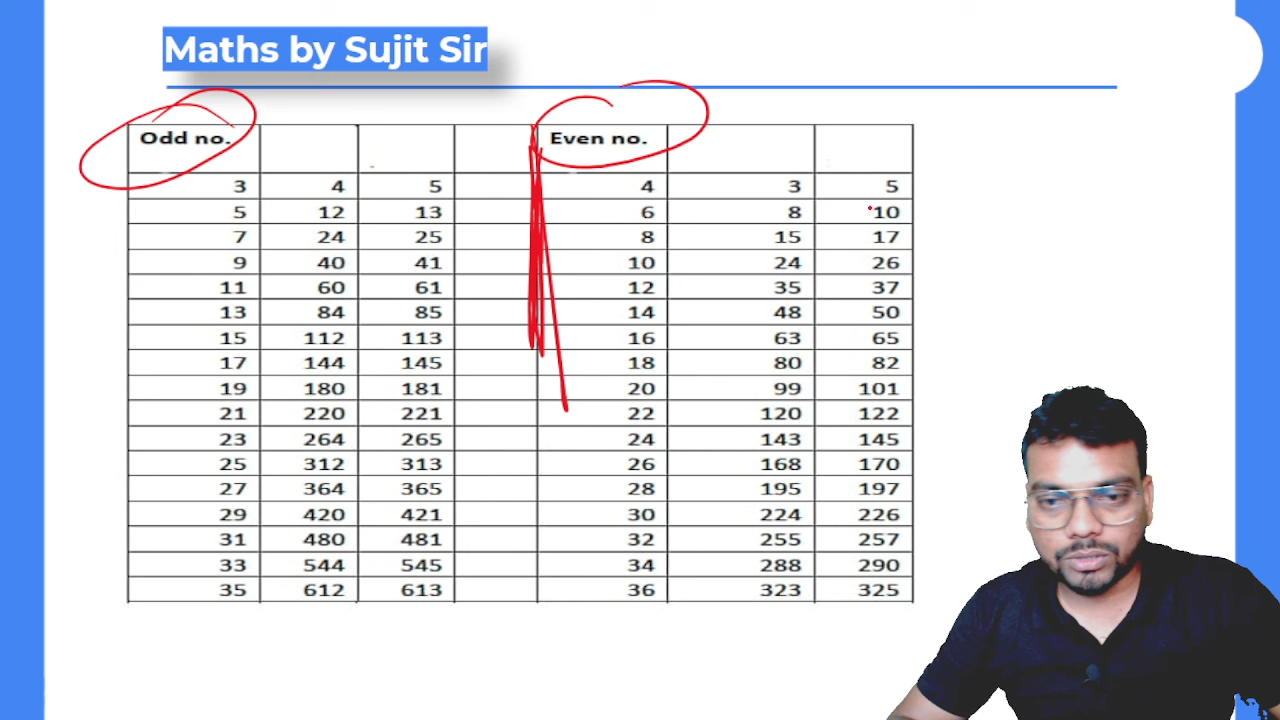 Maths by Sujit Sir
Odd no. Even no.
3 4 5 4 3 5
5 12 13 6 8 10
7 24 25 8 15 17
9 40 41 10 24 26
11 60 61 12 35 37
13 84 85 14 48 50
15 112 113 16 63 65
17 144 145 18 80 82
19 180 181 20 99 101
21 220 221 22 120 122
23 264 265 24 143 145
25 312 313 26 168 170
27 364 365 28 195 197
29 420 421 30 224 226
31 480 481 32 255 257
33 544 545 34 288 290
35 612 613 36 323 325